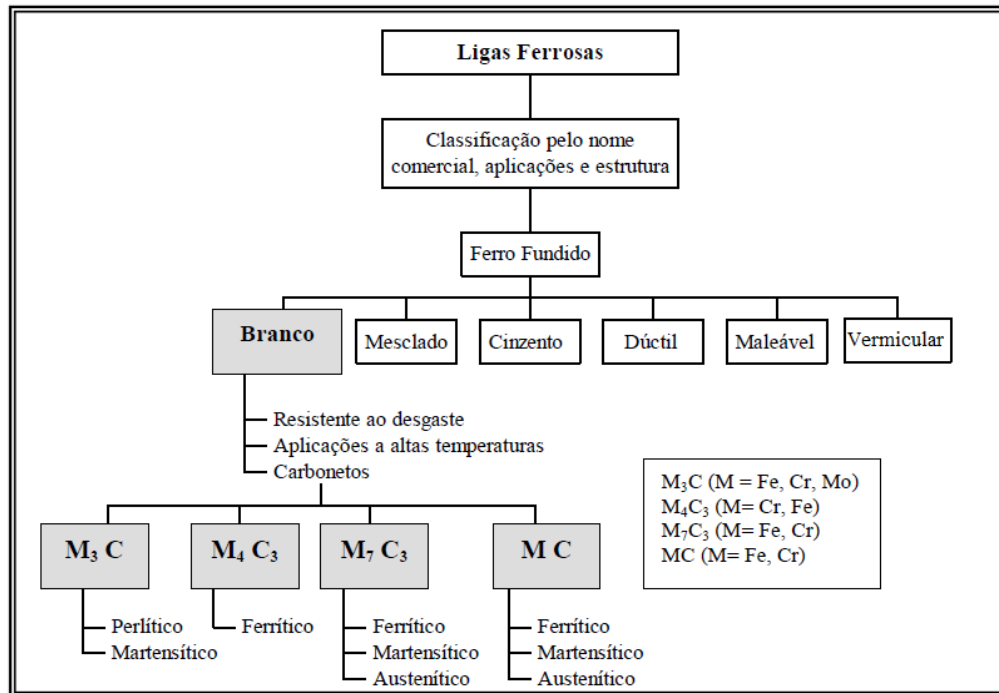 Ligas Ferrosas
Classificação pelo nome
comercial, aplicações e estrutura
Ferro Fundido
Branco
Mesclado
Cinzento
Dúctil
Maleável
Vermicular
Resistente ao desgaste
Aplicações a altas temperaturas
Carbonetos
M₃C (M = Fe, Cr, Mo)
M₄C₃ (M= Cr, Fe)
M₇C₃ (M= Fe, Cr)
MC (M= Fe, Cr)
M₃ C
M₄ C₃
M₇ C₃
M C
Perlítico
Martensítico
Ferrítico
Ferrítico
Martensítico
Austenítico
Ferrítico
Martensítico
Austenítico